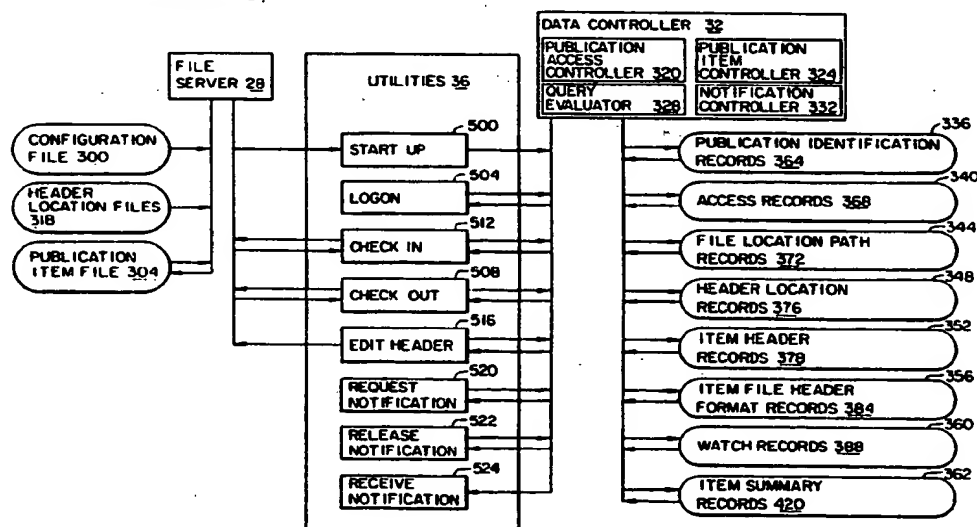 DATA CONTROLLER 32
PUBLICATION
ACCESS
CONTROLLER 320
PUBLICATION
ITEM
CONTROLLER 324
QUERY
EVALUATOR 328
NOTIFICATION
CONTROLLER 332
FILE
SERVER 28
UTILITIES 36
CONFIGURATION
FILE 300
HEADER
LOCATION FILES
318
PUBLICATION
ITEM FILE 304
500
START UP
504
LOGON
512
CHECK IN
508
CHECK OUT
516
EDIT HEADER
520
REQUEST
NOTIFICATION
522
RELEASE
NOTIFICATION
524
RECEIVE
NOTIFICATION
336
PUBLICATION IDENTIFICATION
RECORDS 364
340
ACCESS RECORDS 368
344
FILE LOCATION PATH
RECORDS 372
348
HEADER LOCATION
RECORDS 376
352
ITEM HEADER
RECORDS 378
356
ITEM FILE HEADER
FORMAT RECORDS 384
360
WATCH RECORDS 388
362
ITEM SUMMARY
RECORDS 420